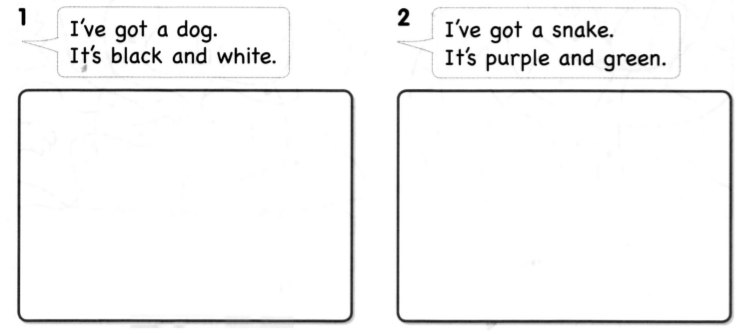 1
I've got a dog.
It's black and white.
2
I've got a snake.
It's purple and green.